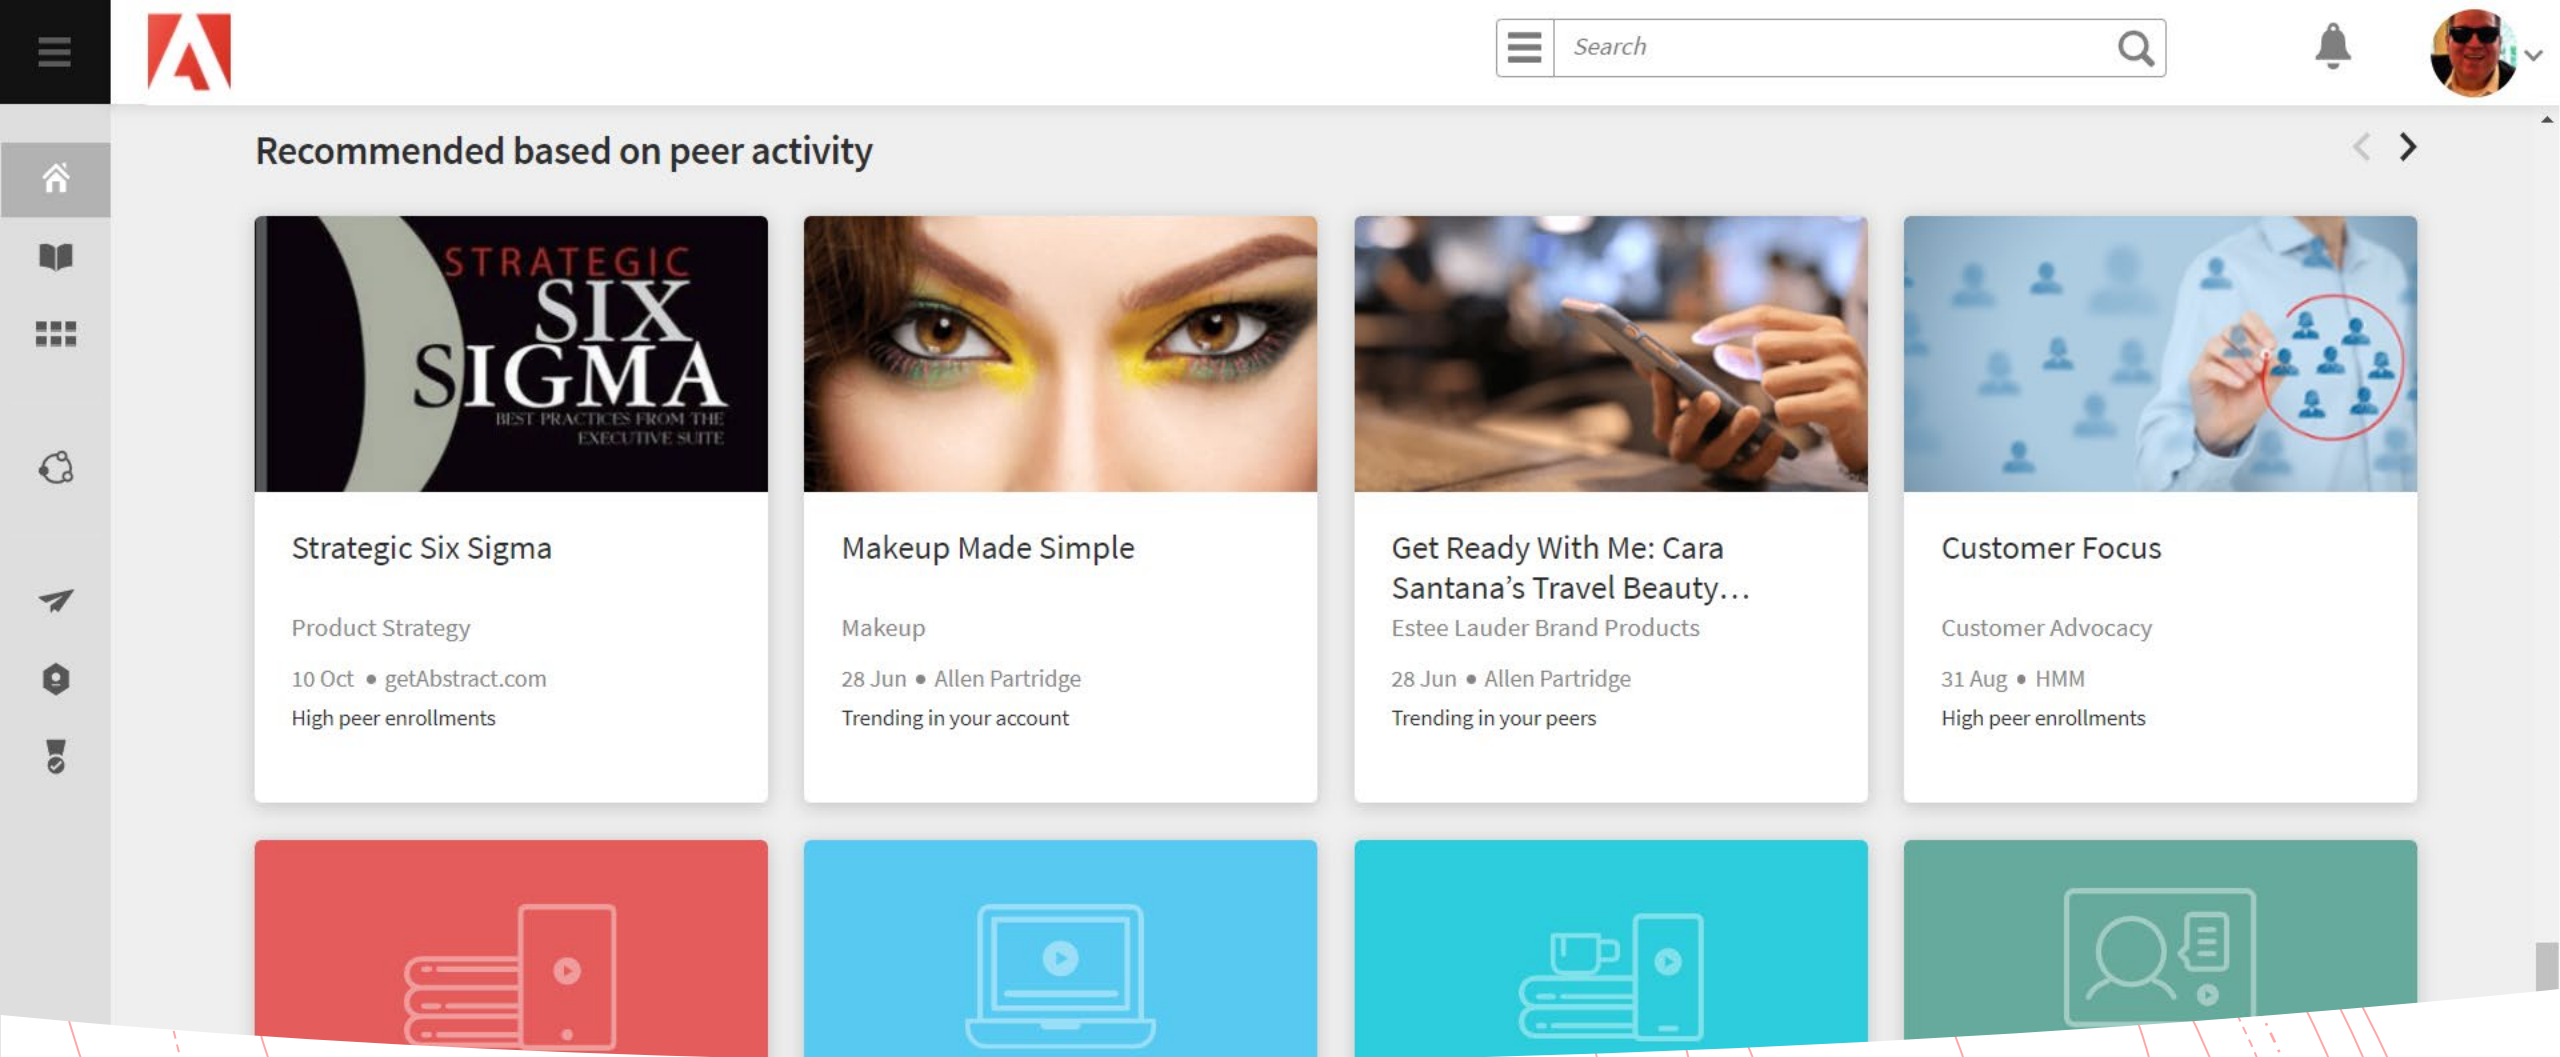 Search
Recommended based on peer activity
STRATEGIC
SIX
SIGMA
BEST PRACTICES FROM THE
EXECUTIVE SUITE
Strategic Six Sigma
Product Strategy
10 Oct • getAbstract.com
High peer enrollments
Makeup Made Simple
Makeup
28 Jun • Allen Partridge
Trending in your account
Get Ready With Me: Cara
Santana’s Travel Beauty...
Estee Lauder Brand Products
28 Jun • Allen Partridge
Trending in your peers
Customer Focus
Customer Advocacy
31 Aug • HMM
High peer enrollments